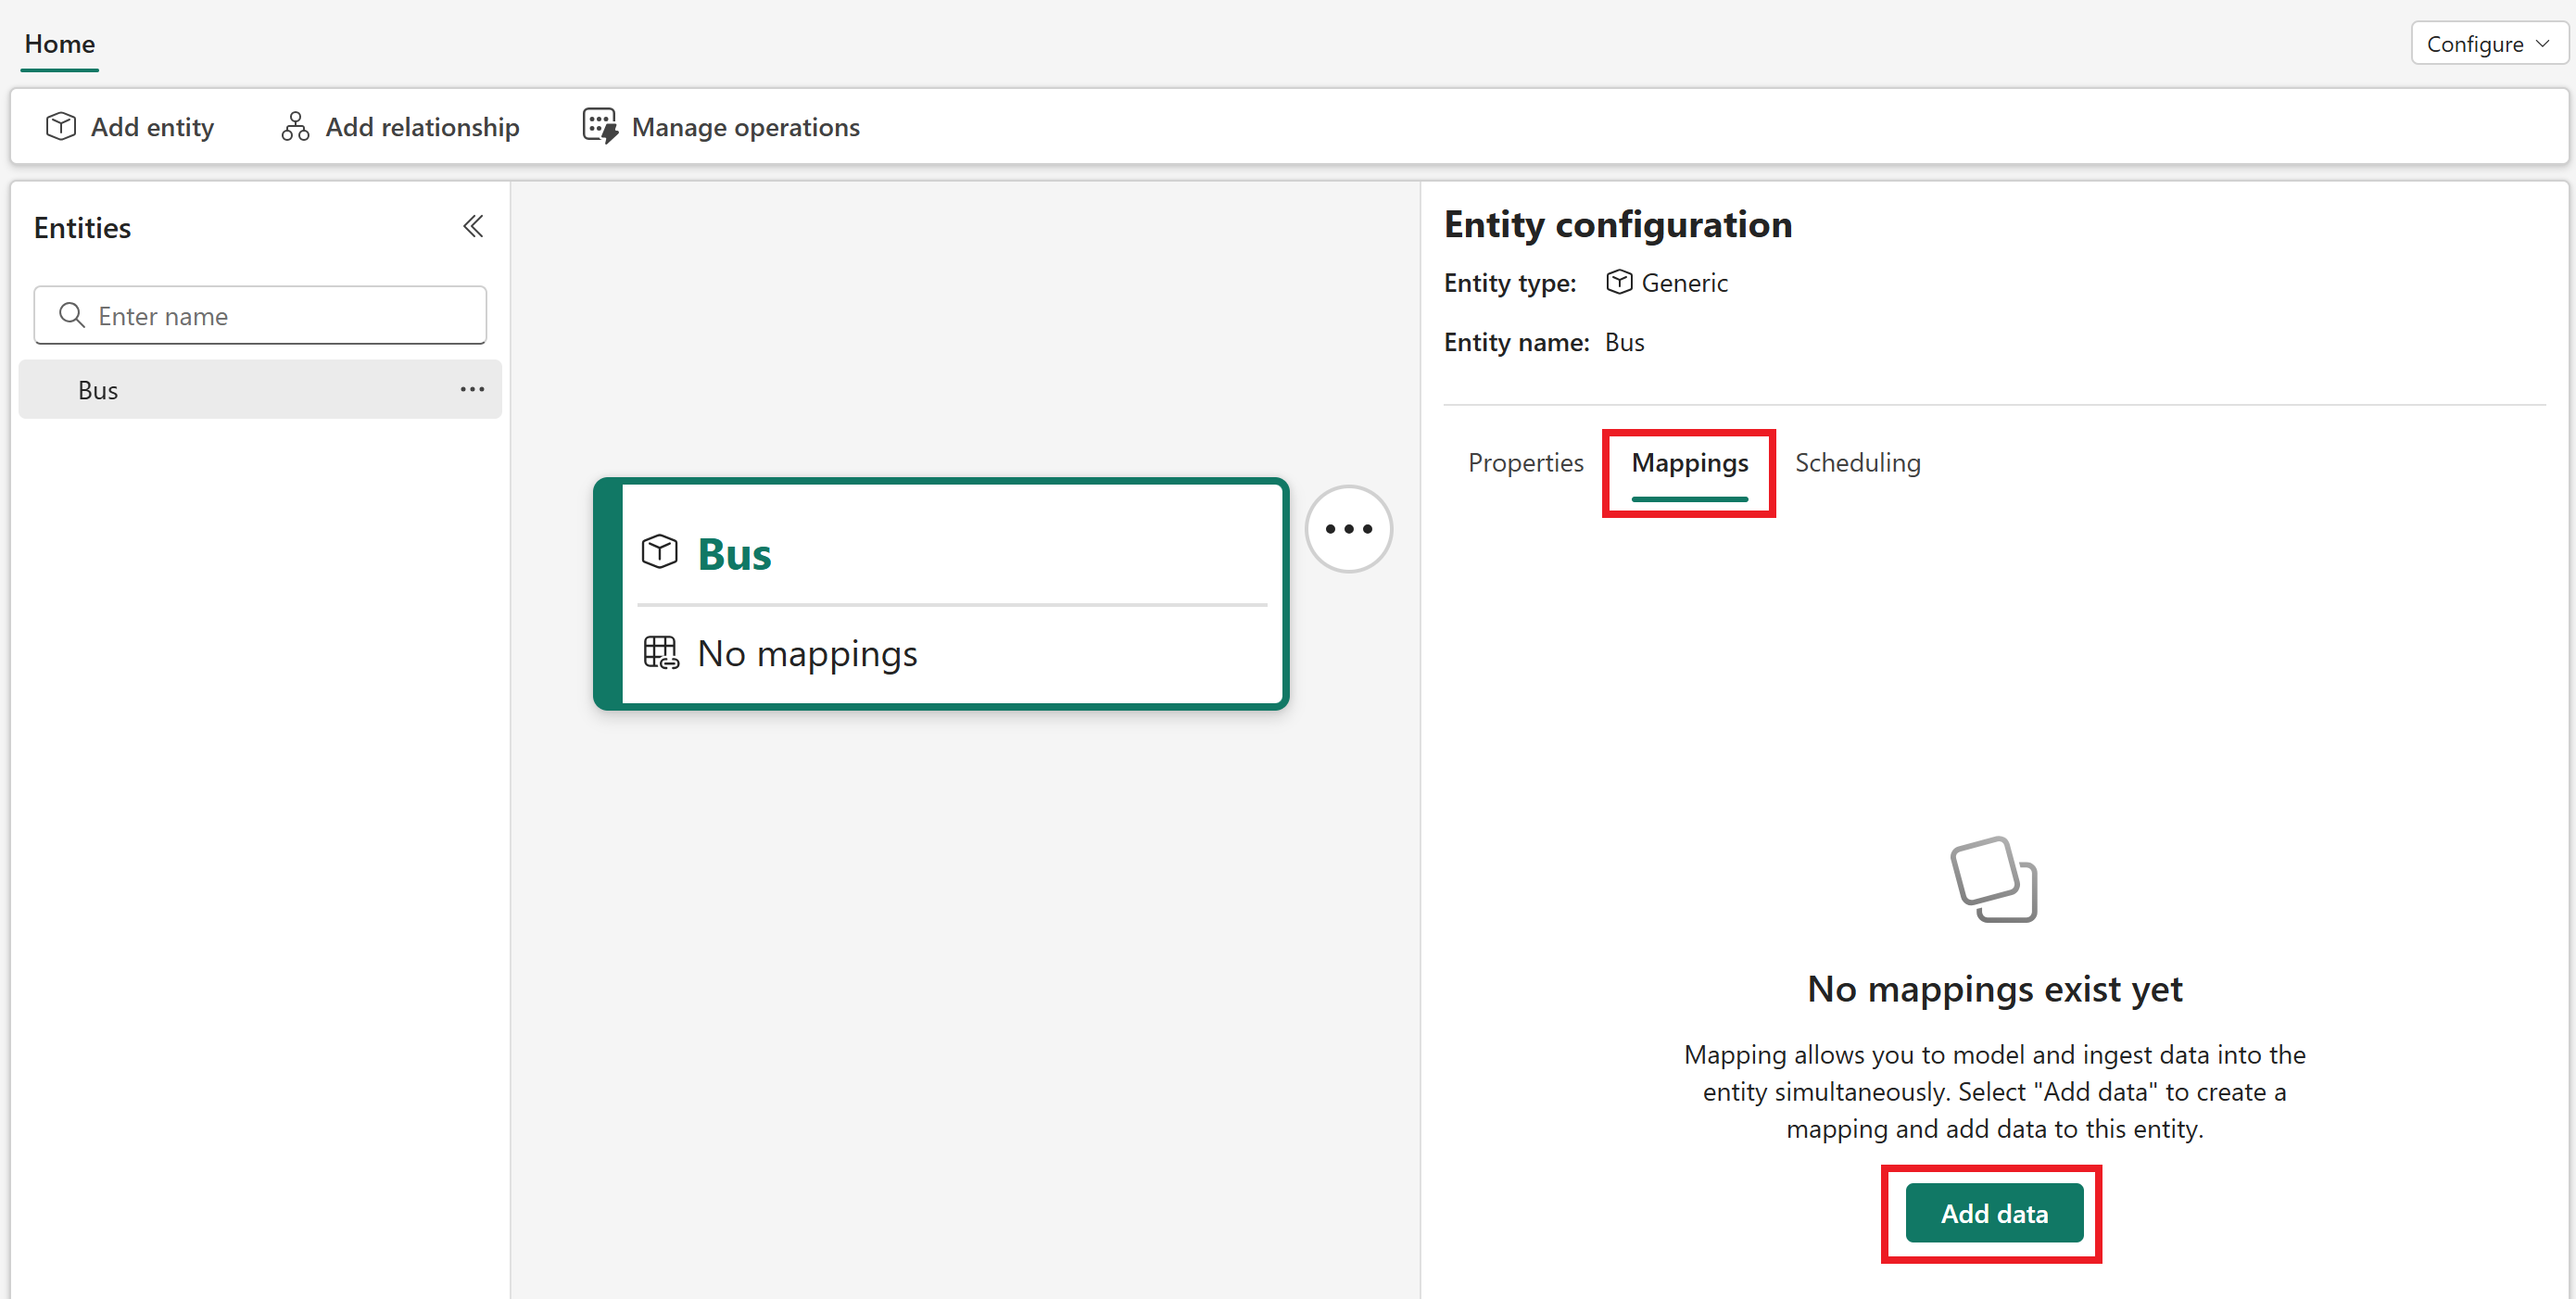 Home
Configure
Add entity
Add relationship
Manage operations
Entities
Enter name
Bus
Bus
No mappings
Entity configuration
Entity type: Generic
Entity name: Bus
Properties
Mappings
Scheduling
No mappings exist yet
Mapping allows you to model and ingest data into the
entity simultaneously. Select "Add data" to create a
mapping and add data to this entity.
Add data